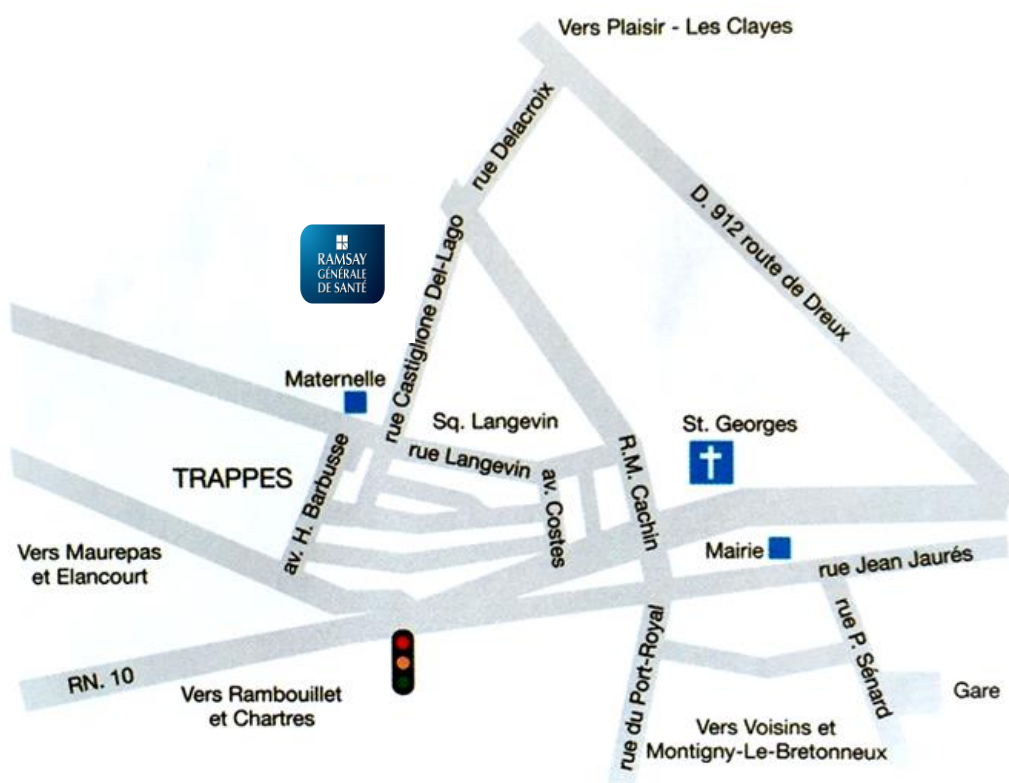 Vers Plaisir - Les Clayes
rue Delacroix
D. 912 route de Dreux
RAMSAY
GÉNÉRALE
DE SANTÉ
rue Castiglione Del-Lago
Maternelle
Sq. Langevin
St. Georges
rue Langevin
R.M. Cachin
TRAPPES
av. H. Barbusse
av. Costes
Vers Maurepas
et Elancourt
Mairie
rue Jean Jaurés
rue P. Sénard
RN. 10
rue du Port-Royal
Vers Rambouillet
et Chartres
Gare
Vers Voisins et
Montigny-Le-Bretonneux